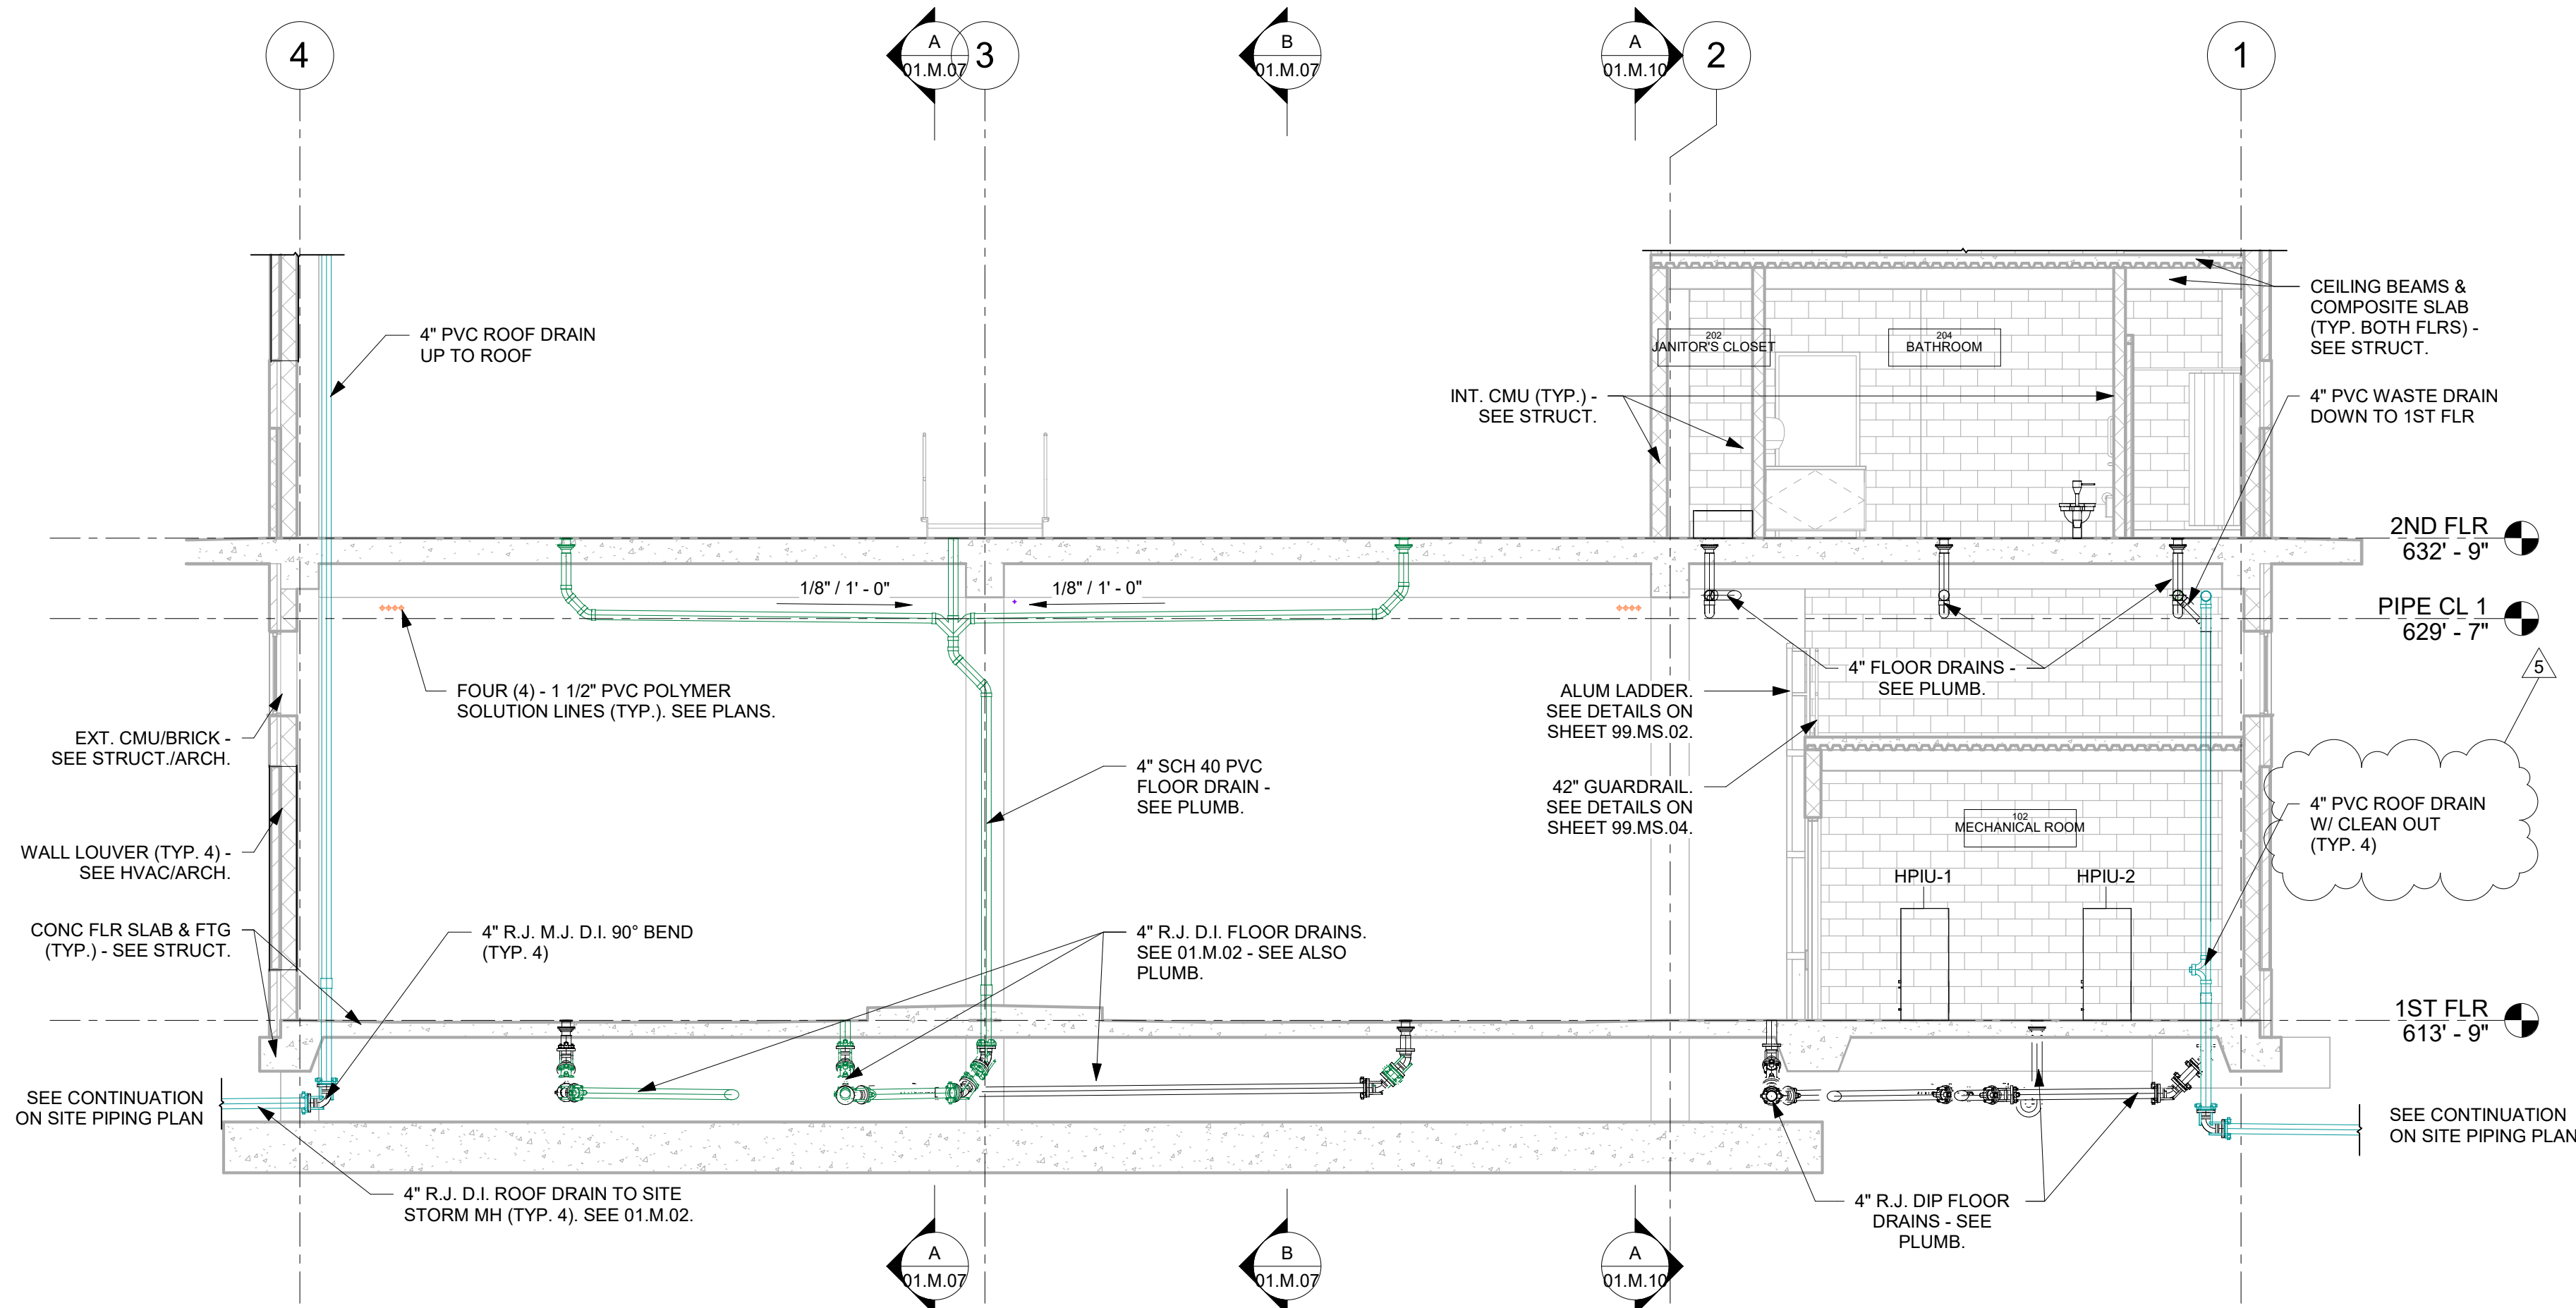 4
A
01.M.07
3
B
01.M.07
A
01.M.10
2
1
4" PVC ROOF DRAIN
UP TO ROOF
202
JANITOR'S CLOSET
204
BATHROOM
CEILING BEAMS &
COMPOSITE SLAB
(TYP. BOTH FLRS) -
SEE STRUCT.
INT. CMU (TYP.) -
SEE STRUCT.
4" PVC WASTE DRAIN
DOWN TO 1ST FLR
2ND FLR
632' - 9"
1/8" / 1' - 0"
1/8" / 1' - 0"
PIPE CL 1
629' - 7"
5
FOUR (4) - 1 1/2" PVC POLYMER
SOLUTION LINES (TYP.). SEE PLANS.
4" FLOOR DRAINS -
SEE PLUMB.
ALUM LADDER.
SEE DETAILS ON
SHEET 99.MS.02.
EXT. CMU/BRICK -
SEE STRUCT./ARCH.
4" SCH 40 PVC
FLOOR DRAIN -
SEE PLUMB.
42" GUARDRAIL.
SEE DETAILS ON
SHEET 99.MS.04.
4" PVC ROOF DRAIN
W/ CLEAN OUT
(TYP. 4)
102
MECHANICAL ROOM
WALL LOUVER (TYP. 4) -
SEE HVAC/ARCH.
HPIU-1
HPIU-2
CONC FLR SLAB & FTG
(TYP.) - SEE STRUCT.
4" R.J. M.J. D.I. 90° BEND
(TYP. 4)
4" R.J. D.I. FLOOR DRAINS.
SEE 01.M.02 - SEE ALSO
PLUMB.
1ST FLR
613' - 9"
SEE CONTINUATION
ON SITE PIPING PLAN
SEE CONTINUATION
ON SITE PIPING PLAN
4" R.J. D.I. ROOF DRAIN TO SITE
STORM MH (TYP. 4). SEE 01.M.02.
4" R.J. DIP FLOOR
DRAINS - SEE
PLUMB.
A
01.M.07
B
01.M.07
A
01.M.10